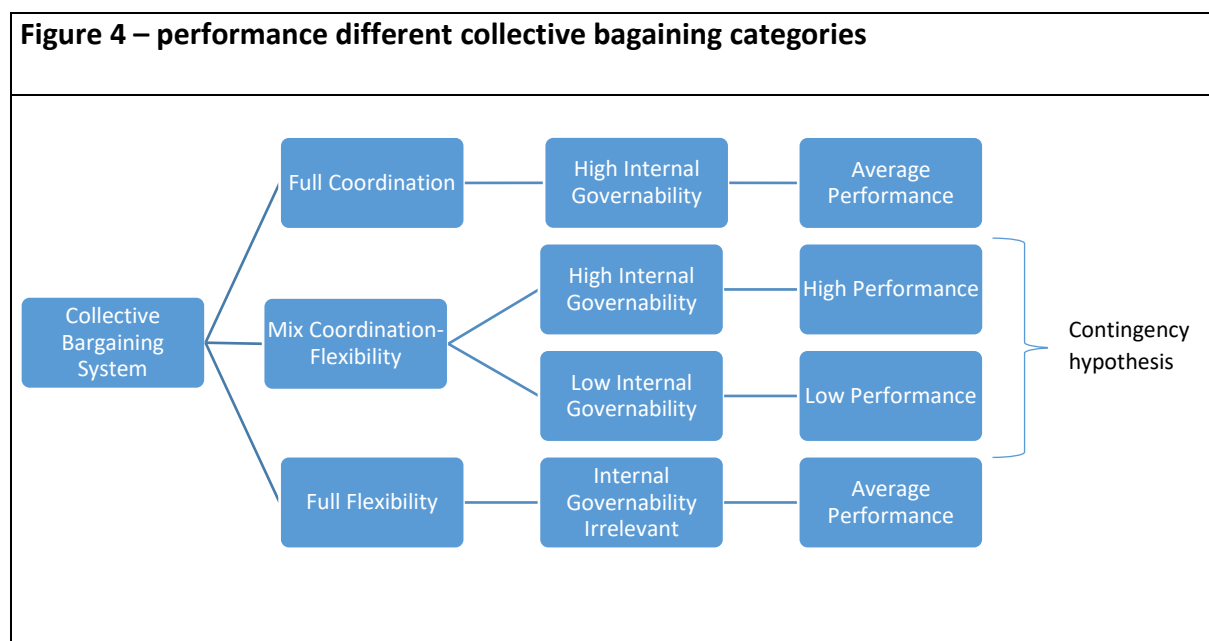 Figure 4 – performance different collective bagaining categories
Full Coordination
High Internal
Governability
Average
Performance
High Internal
Governability
High Performance
Collective
Bargaining
System
Mix Coordination-
Flexibility
Contingency
hypothesis
Low Internal
Governability
Low Performance
Full Flexibility
Internal
Governability
Irrelevant
Average
Performance